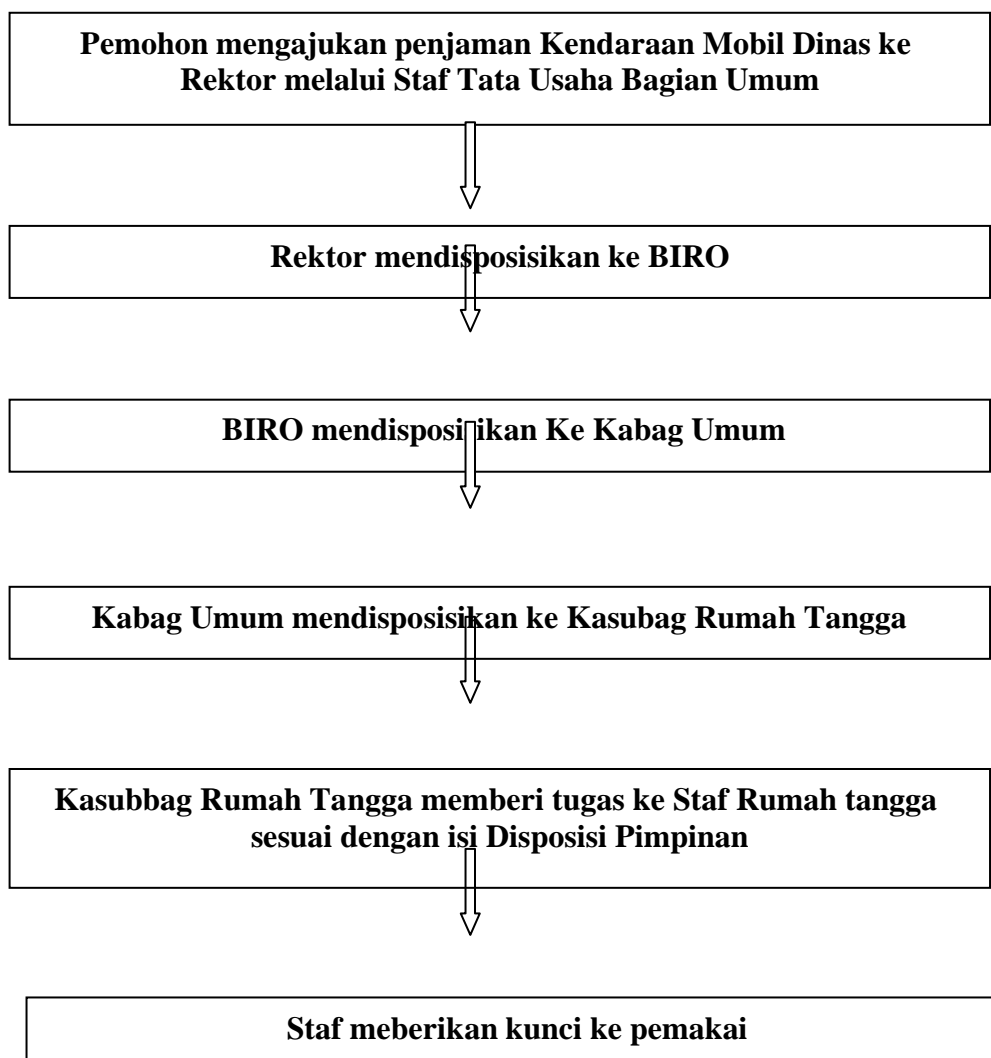 Pemohon mengajukan penjaman Kendaraan Mobil Dinas ke
Rektor melalui Staf Tata Usaha Bagian Umum
Rektor mendisposisikan ke BIRO
BIRO mendisposisikan Ke Kabag Umum
Kabag Umum mendisposisikan ke Kasubag Rumah Tangga
Kasubbag Rumah Tangga memberi tugas ke Staf Rumah tangga
sesuai dengan isi Disposisi Pimpinan
Staf meberikan kunci ke pemakai